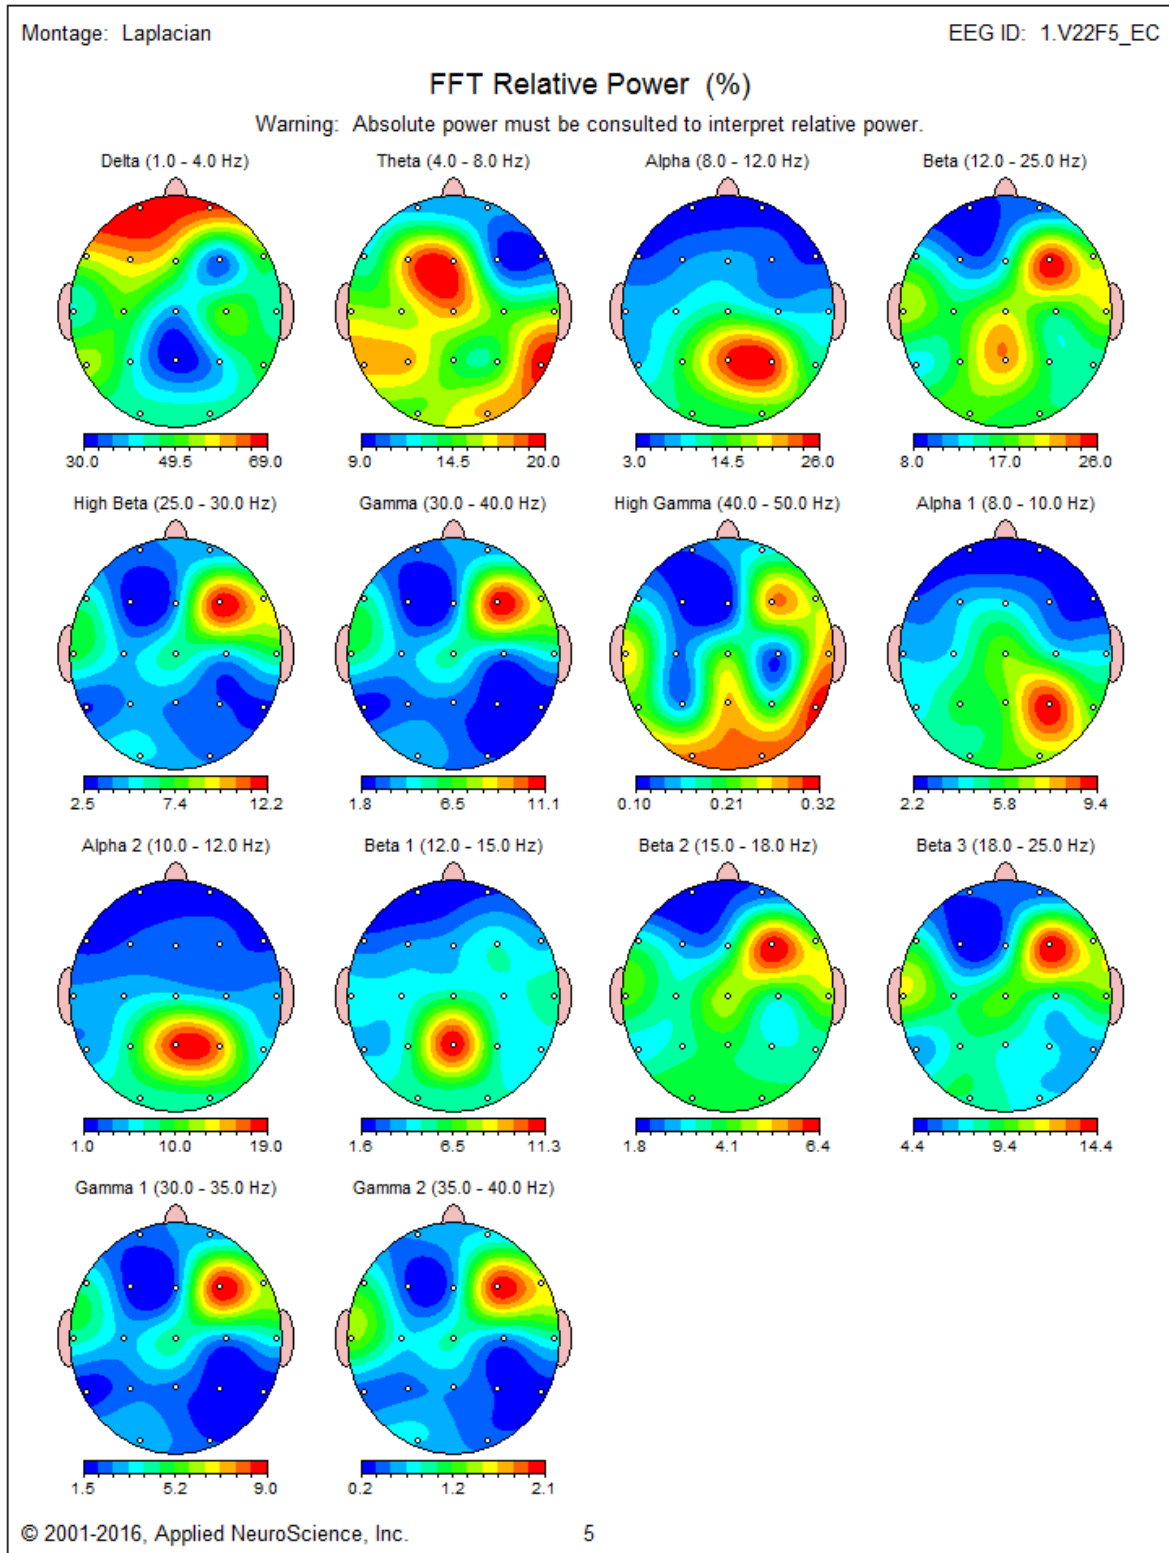 Montage: Laplacian EEG ID: 1.V22F5_EC
FFT Relative Power (%)
Warning: Absolute power must be consulted to interpret relative power.
Delta (1.0 - 4.0 Hz) Theta (4.0 - 8.0 Hz) Alpha (8.0 - 12.0 Hz) Beta (12.0 - 25.0 Hz)
30.0 49.5 69.0 9.0 14.5 20.0 3.0 14.5 26.0 8.0 17.0 26.0
High Beta (25.0 - 30.0 Hz) Gamma (30.0 - 40.0 Hz) High Gamma (40.0 - 50.0 Hz) Alpha 1 (8.0 - 10.0 Hz)
2.5 7.4 12.2 1.8 6.5 11.1 0.10 0.21 0.32 2.2 5.8 9.4
Alpha 2 (10.0 - 12.0 Hz) Beta 1 (12.0 - 15.0 Hz) Beta 2 (15.0 - 18.0 Hz) Beta 3 (18.0 - 25.0 Hz)
1.0 10.0 19.0 1.6 6.5 11.3 1.8 4.1 6.4 4.4 9.4 14.4
Gamma 1 (30.0 - 35.0 Hz) Gamma 2 (35.0 - 40.0 Hz)
1.5 5.2 9.0 0.2 1.2 2.1
© 2001-2016, Applied NeuroScience, Inc. 5